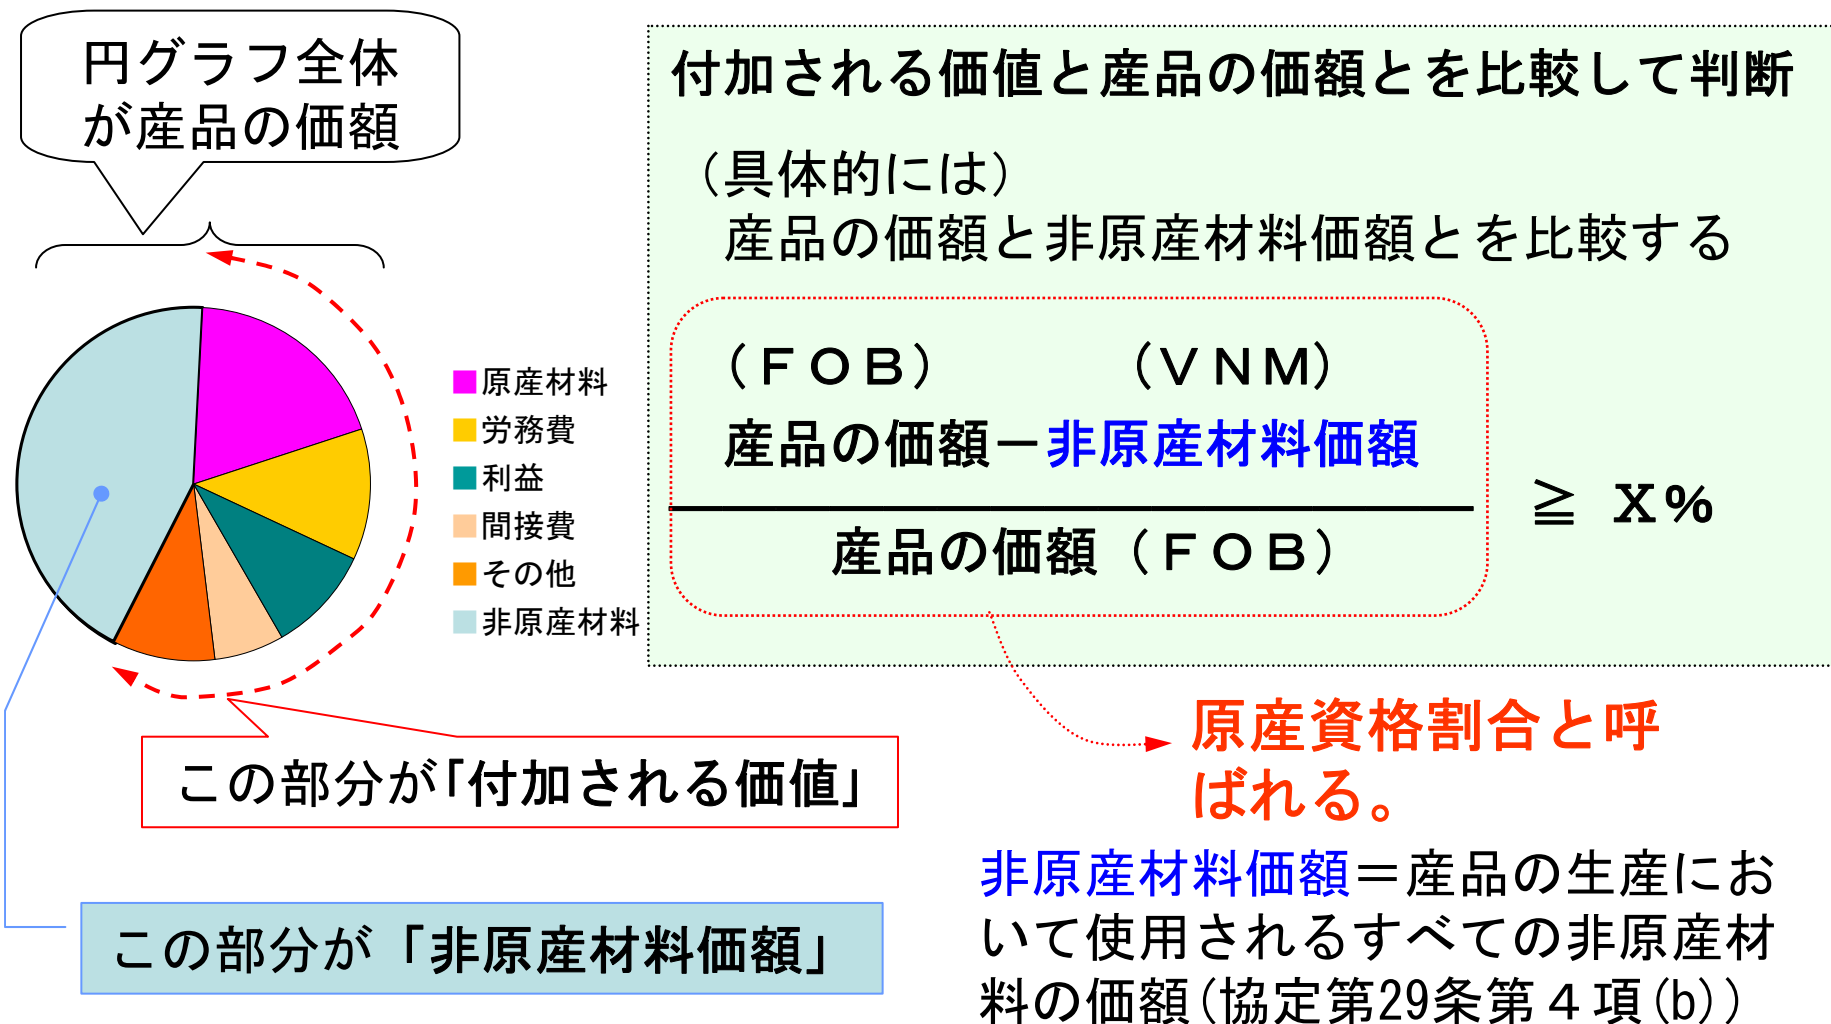 円グラフ全体
が産品の価額
原産材料
労務費
利益
間接費
その他
非原産材料
この部分が「付加される価値」
この部分が「非原産材料価額」
付加される価値と産品の価額とを比較して判断
（具体的には）
産品の価額と非原産材料価額とを比較する
（ＦＯＢ）　（ＶＮＭ）
産品の価額－非原産材料価額
産品の価額（ＦＯＢ）
≧ Ｘ%
原産資格割合と呼
ばれる。
非原産材料価額＝産品の生産にお
いて使用されるすべての非原産材
料の価額(協定第29条第４項(b))